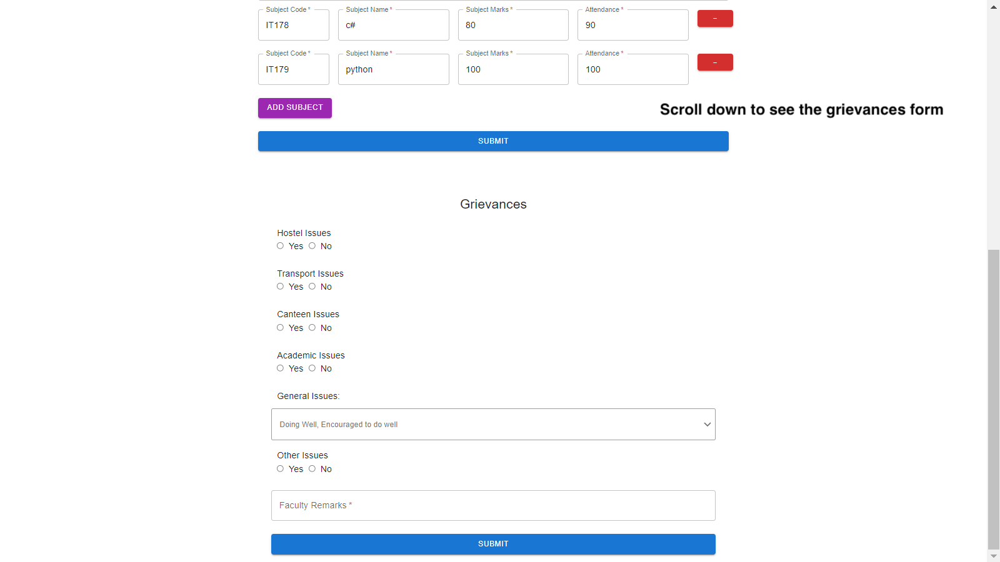 Subject Code * Subject Name * Subject Marks * Attendance *
IT178 c# 80 90 –
Subject Code * Subject Name * Subject Marks * Attendance *
IT179 python 100 100 –
ADD SUBJECT
Scroll down to see the grievances form
SUBMIT
Grievances
Hostel Issues
Yes No
Transport Issues
Yes No
Canteen Issues
Yes No
Academic Issues
Yes No
General Issues:
Doing Well, Encouraged to do well
Other Issues
Yes No
Faculty Remarks *
SUBMIT